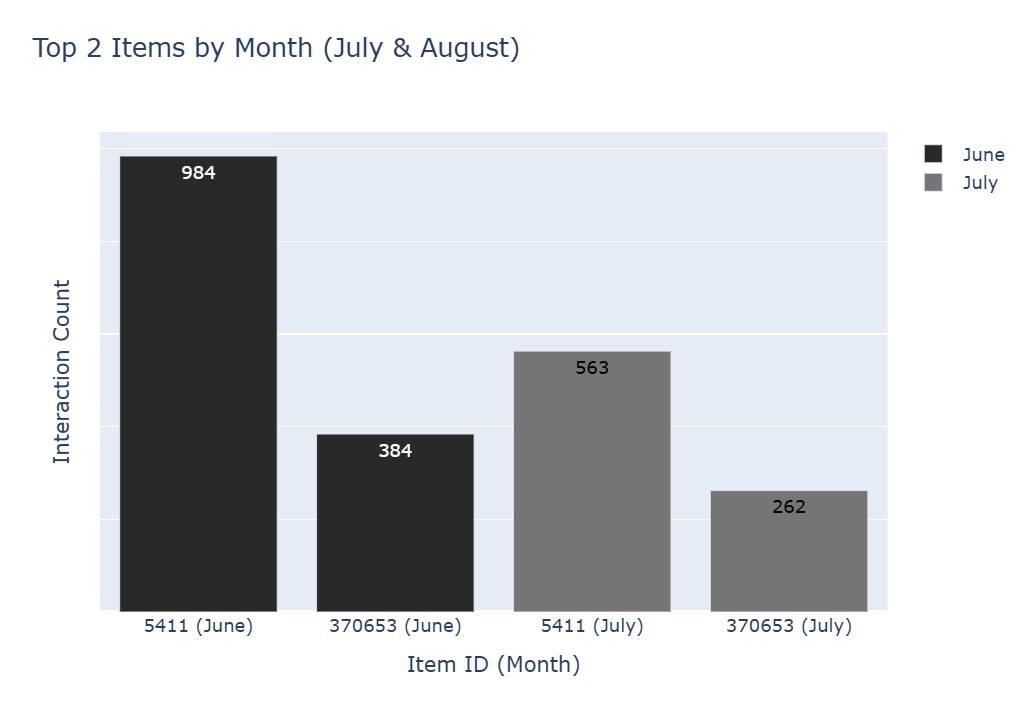 Top 2 Items by Month (July & August)
June
July
984
384
563
262
Interaction Count
5411 (June)
370653 (June)
5411 (July)
370653 (July)
Item ID (Month)